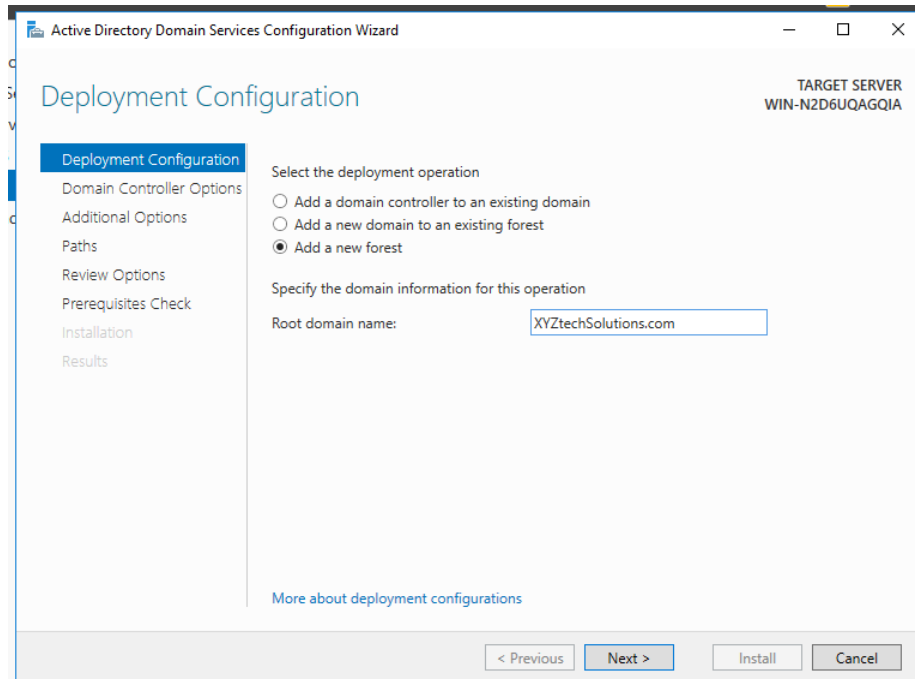 Active Directory Domain Services Configuration Wizard
Deployment Configuration
TARGET SERVER
WIN-N2D6UQAGQIA
Deployment Configuration
Domain Controller Options
Additional Options
Paths
Review Options
Prerequisites Check
Installation
Results
Select the deployment operation
Add a domain controller to an existing domain
Add a new domain to an existing forest
Add a new forest
Specify the domain information for this operation
Root domain name: XYZtechSolutions.com
More about deployment configurations
< Previous Next > Install Cancel